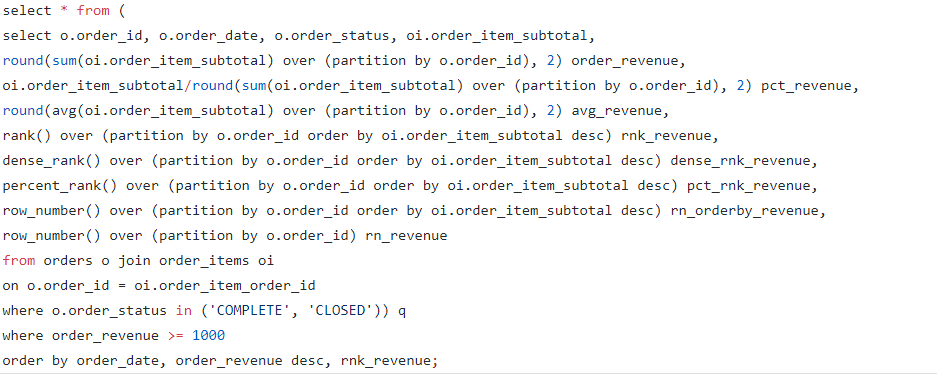 select * from (
select o.order_id, o.order_date, o.order_status, oi.order_item_subtotal,
round(sum(oi.order_item_subtotal) over (partition by o.order_id), 2) order_revenue,
oi.order_item_subtotal/round(sum(oi.order_item_subtotal) over (partition by o.order_id), 2) pct_revenue,
round(avg(oi.order_item_subtotal) over (partition by o.order_id), 2) avg_revenue,
rank() over (partition by o.order_id order by oi.order_item_subtotal desc) rnk_revenue,
dense_rank() over (partition by o.order_id order by oi.order_item_subtotal desc) dense_rnk_revenue,
percent_rank() over (partition by o.order_id order by oi.order_item_subtotal desc) pct_rnk_revenue,
row_number() over (partition by o.order_id order by oi.order_item_subtotal desc) rn_orderby_revenue,
row_number() over (partition by o.order_id) rn_revenue
from orders o join order_items oi
on o.order_id = oi.order_item_order_id
where o.order_status in ('COMPLETE', 'CLOSED')) q
where order_revenue >= 1000
order by order_date, order_revenue desc, rnk_revenue;